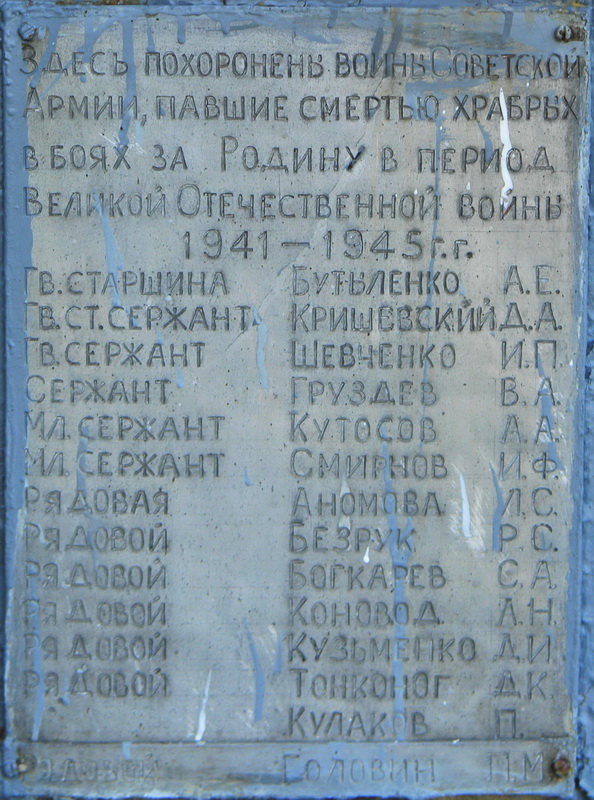 Здесь похоронены воины Советской
Армии, павшие смертью храбрых
в боях за Родину в период
Великой Отечественной войны
1941 – 1945 г.г.
Гв. старшина Бутыленко А.Е.
Гв. ст. сержант Кришевский Д.А.
Гв. сержант Шевченко И.П.
Сержант Груздев В.А.
Мл. сержант Кутосов А.А.
Мл. сержант Смирнов И.Ф.
Рядовая Аномова Л.С.
Рядовой Безрук Р.С.
Рядовой Богкарев С.А.
Рядовой Коновод А.Н.
Рядовой Кузьменко Д.И.
Рядовой Тонконог Д.К.
Кулаков П.
Рядовой Головин П.М.